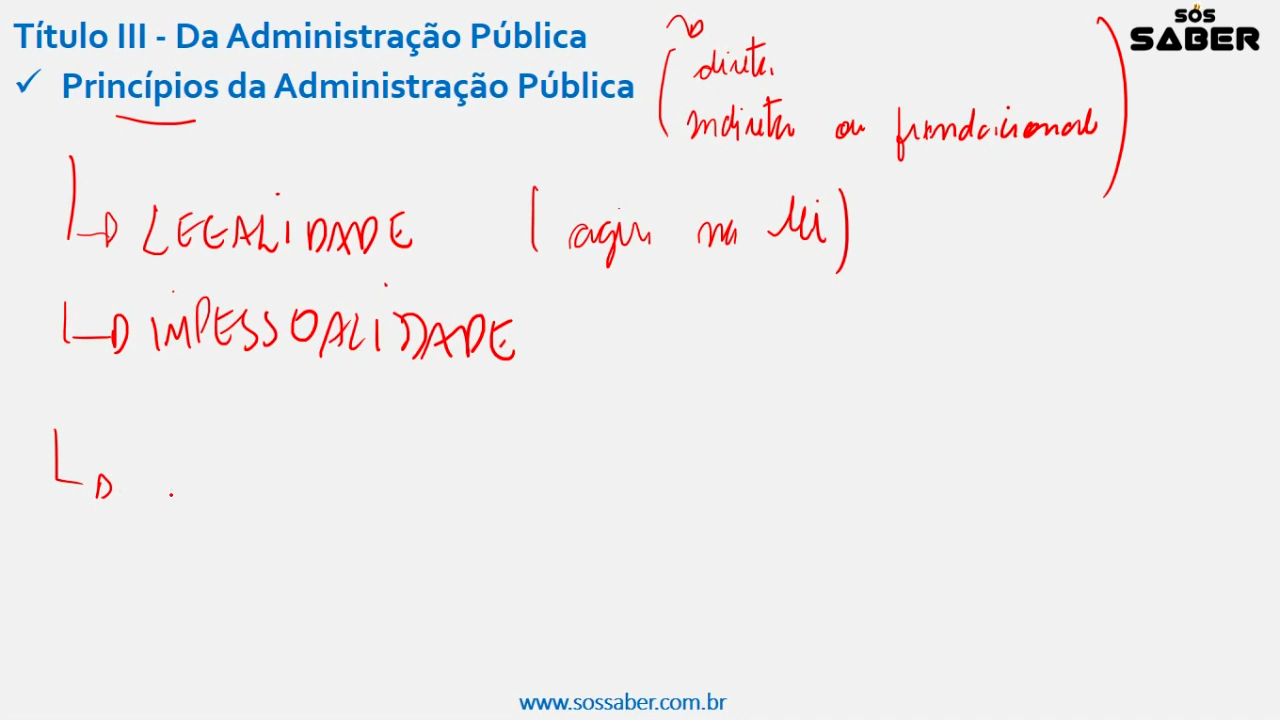 Título III - Da Administração Pública
✓ Princípios da Administração Pública
SÓS
SABER
direta
indireta ou fundacional
LEGALIDADE (agir na lei)
IMPESSOALIDADE
www.sossaber.com.br